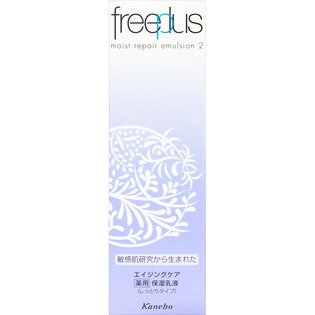 freeplus
moist repair emulsion 2
敏感肌研究から生まれた
エイジングケア
薬用 保湿乳液
(しっとりタイプ)
Kanebo